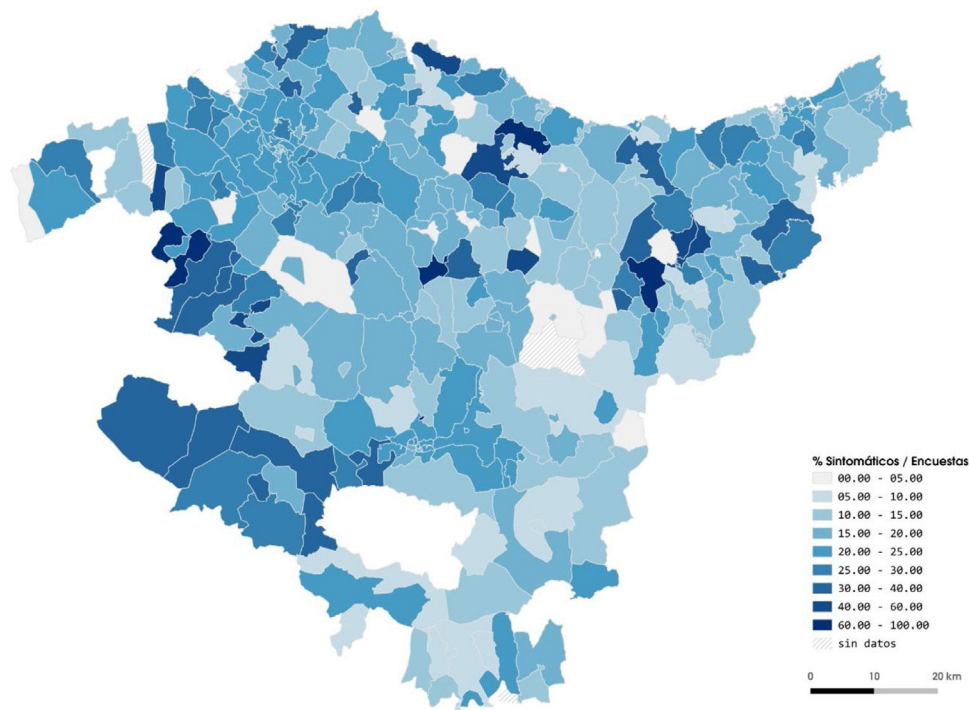 % Sintomáticos / Encuestas
00.00 - 05.00
05.00 - 10.00
10.00 - 15.00
15.00 - 20.00
20.00 - 25.00
25.00 - 30.00
30.00 - 40.00
40.00 - 60.00
60.00 - 100.00
sin datos
0 10 20 km